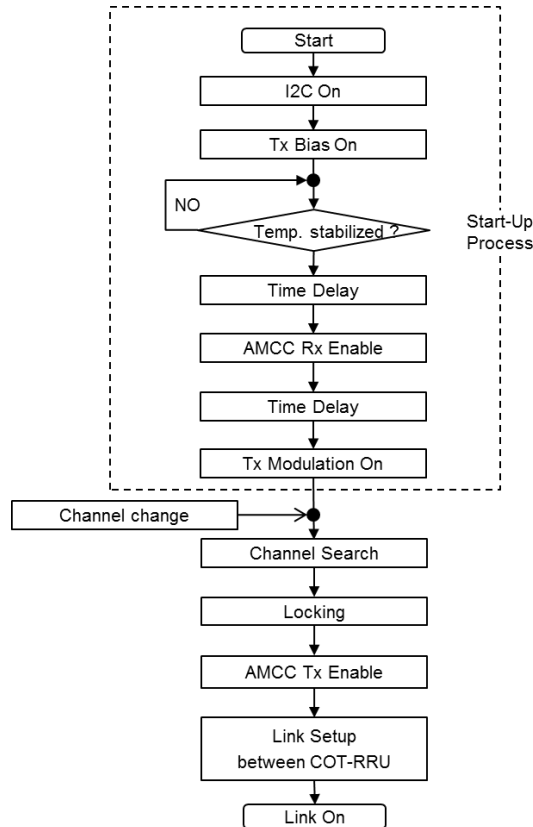 Start
I2C On
Tx Bias On
NO
Temp. stabilized ?
Start-Up
Process
Time Delay
AMCC Rx Enable
Time Delay
Tx Modulation On
Channel change
Channel Search
Locking
AMCC Tx Enable
Link Setup
between COT-RRU
Link On